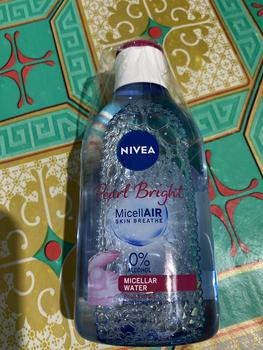 NIVEA
Pearl Bright
MicellAIR
SKIN BREATHE
0%
ALCOHOL
MICELLAR
WATER